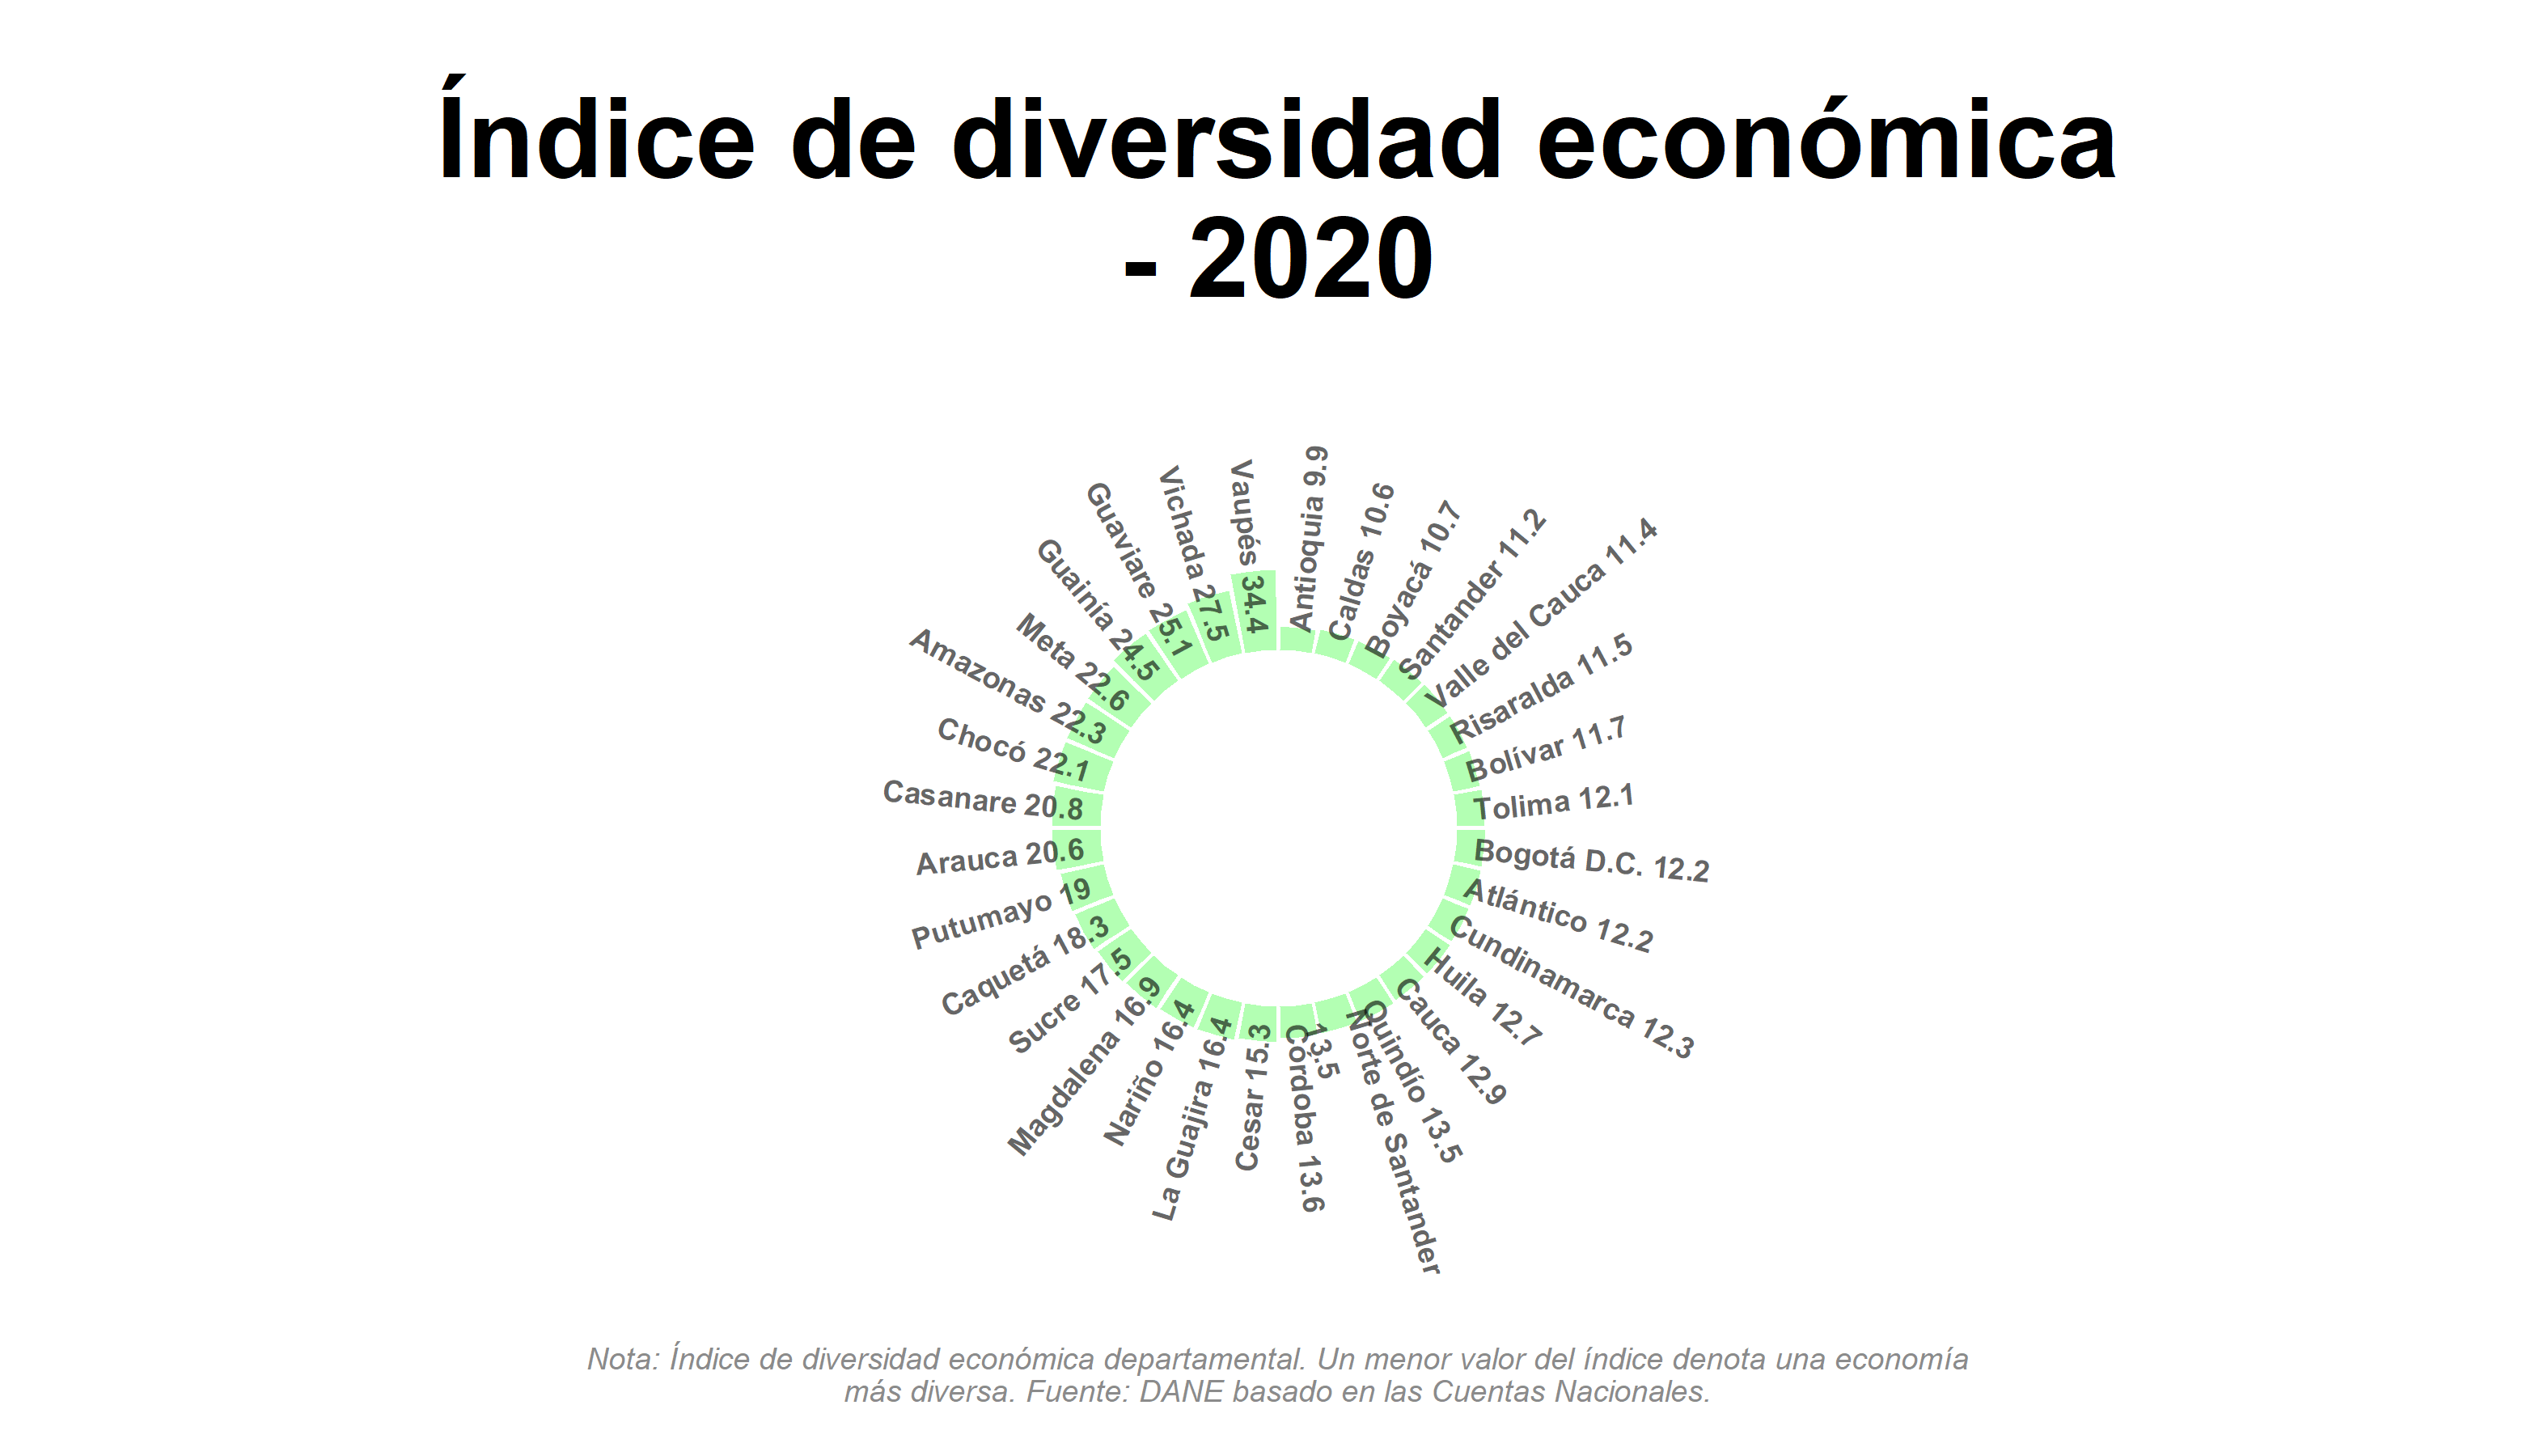 Índice de diversidad económica
- 2020
Antioquia 9.9
Caldas 10.6
Boyacá 10.7
Santander 11.2
Valle del Cauca 11.4
Risaralda 11.5
Bolívar 11.7
Tolima 12.1
Bogotá D.C. 12.2
Atlántico 12.2
Cundinamarca 12.3
Huila 12.7
Cauca 12.9
Quindío 13.5
Norte de Santander
13.5
Córdoba 13.6
Cesar 15.3
La Guajira 16.4
Nariño 16.4
Magdalena 16.9
Sucre 17.5
Caquetá 18.3
Putumayo 19
Arauca 20.6
Casanare 20.8
Chocó 22.1
Amazonas 22.3
Meta 22.6
Guainía 24.5
Guaviare 25.1
Vichada 27.5
Vaupés 34.4
Nota: Índice de diversidad económica departamental. Un menor valor del índice denota una economía
más diversa. Fuente: DANE basado en las Cuentas Nacionales.